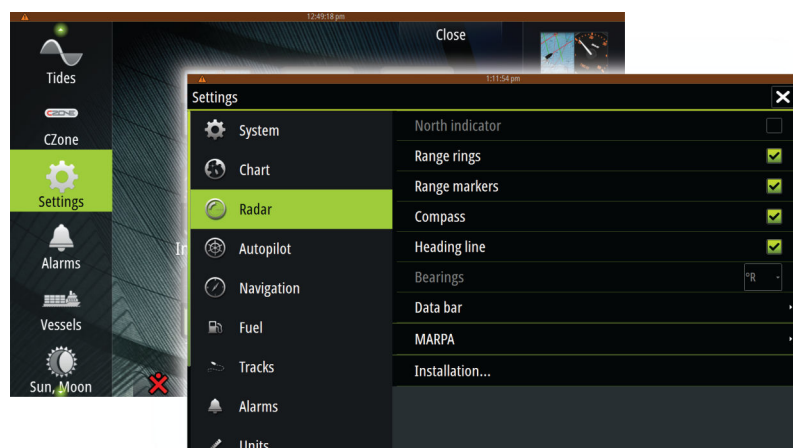 12:49:18 pm
Close
Tides
CZONE
CZone
Settings
Alarms
Vessels
Sun, Moon
1:11:54 pm
Settings
System
Chart
Radar
Autopilot
Navigation
Fuel
Tracks
Alarms
Units
North indicator
Range rings
Range markers
Compass
Heading line
Bearings
°R
Data bar
MARPA
Installation...